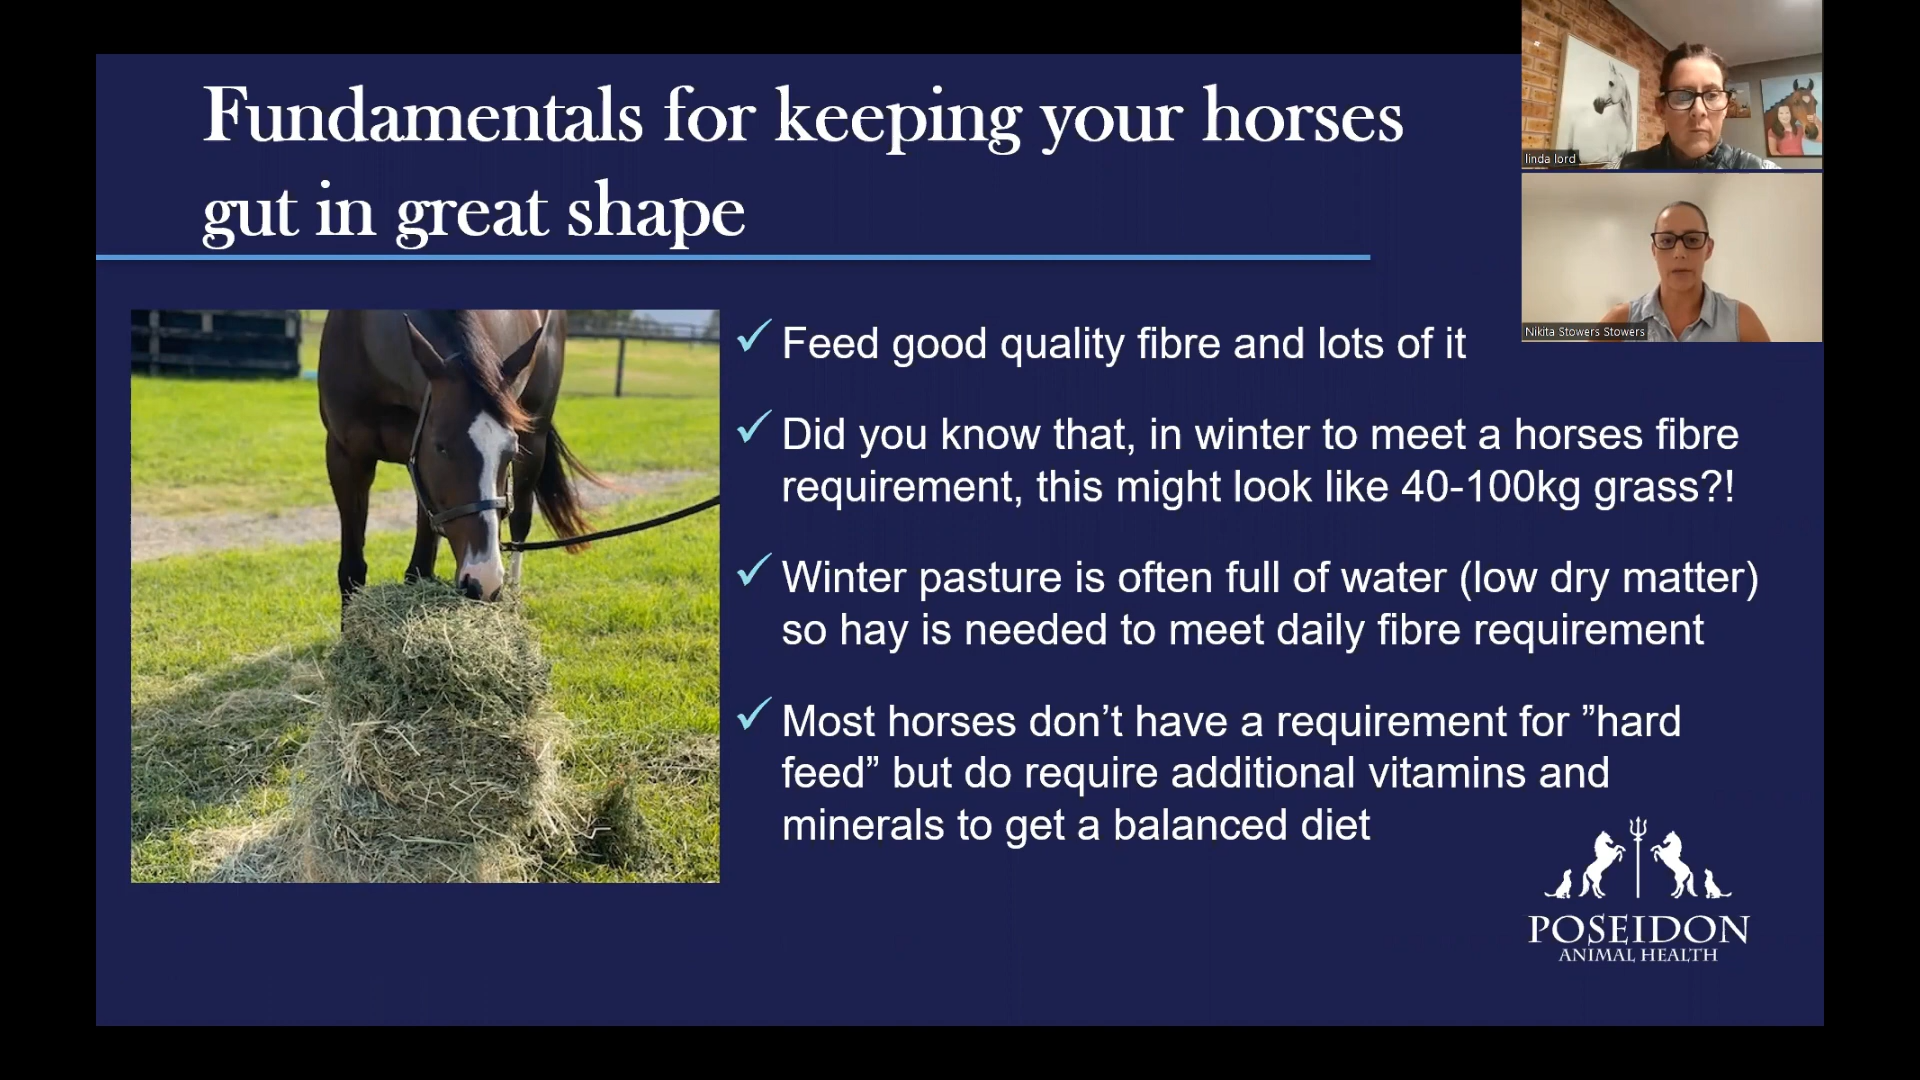 Fundamentals for keeping your horses
gut in great shape
linda lord
Nikita Stowers Stowers
Feed good quality fibre and lots of it
Did you know that, in winter to meet a horses fibre
requirement, this might look like 40-100kg grass?!
Winter pasture is often full of water (low dry matter)
so hay is needed to meet daily fibre requirement
Most horses don’t have a requirement for ”hard
feed” but do require additional vitamins and
minerals to get a balanced diet
POSEIDON
ANIMAL HEALTH